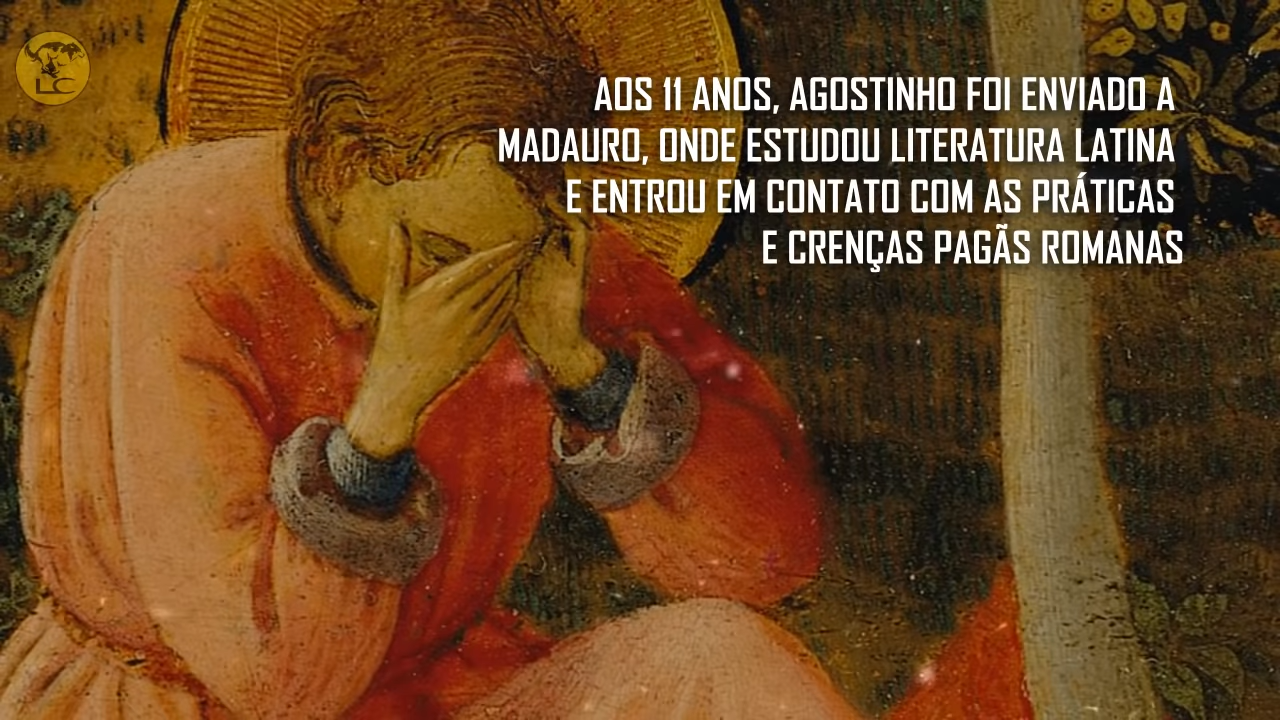 LC
AOS 11 ANOS, AGOSTINHO FOI ENVIADO A
MADAURO, ONDE ESTUDOU LITERATURA LATINA
E ENTROU EM CONTATO COM AS PRÁTICAS
E CRENÇAS PAGÃS ROMANAS